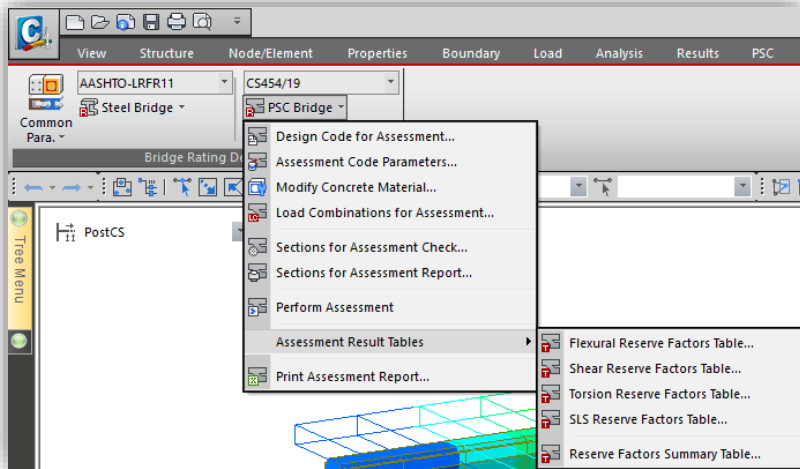 View Structure Node/Element Properties Boundary Load Analysis Results PSC
AASHTO-LRFR11 CS454/19
Steel Bridge PSC Bridge
Common
Para.
Bridge Rating De
Design Code for Assessment...
Assessment Code Parameters...
Modify Concrete Material...
Load Combinations for Assessment...
Sections for Assessment Check...
Sections for Assessment Report...
Perform Assessment
Assessment Result Tables
Print Assessment Report...
Flexural Reserve Factors Table...
Shear Reserve Factors Table...
Torsion Reserve Factors Table...
SLS Reserve Factors Table...
Reserve Factors Summary Table...
Tree Menu
PostCS